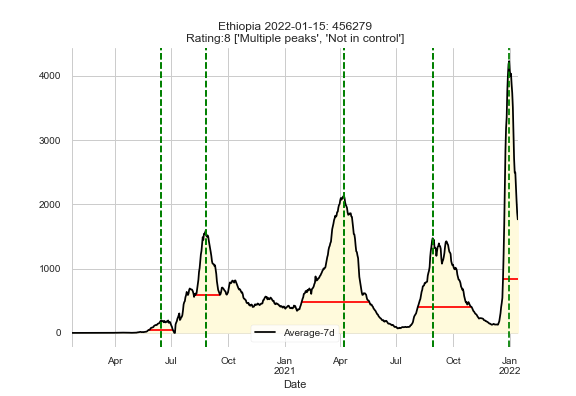 Ethiopia 2022-01-15: 456279
Rating:8 ['Multiple peaks', 'Not in control']
4000
3000
2000
1000
0
Average-7d
Apr Jul Oct Jan Apr Jul Oct Jan
2021 2022
Date